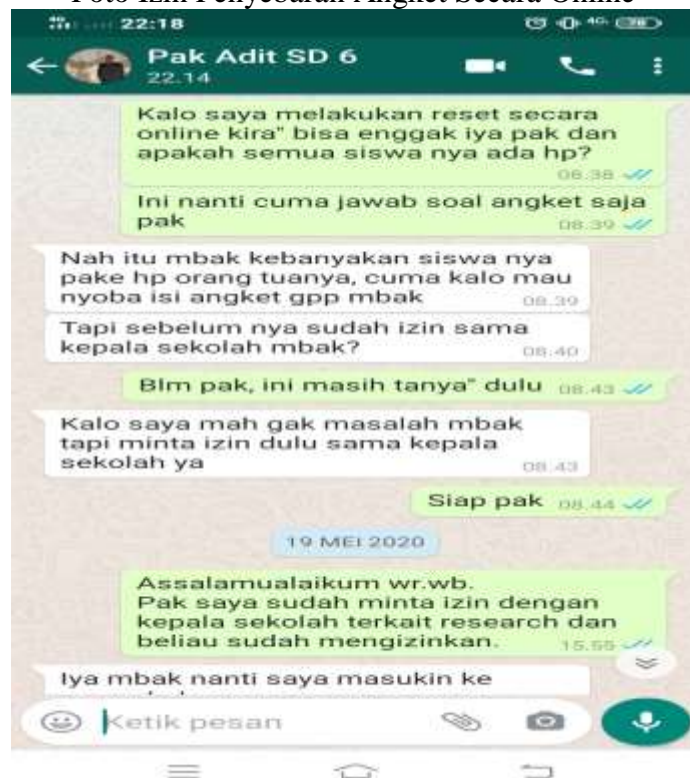 Foto Izin Penyebaran Angket Secara Online
22:18
4G
Pak Adit SD 6
22.14
Kalo saya melakukan reset secara
online kira" bisa enggak iya pak dan
apakah semua siswa nya ada hp?
08.38
Ini nanti cuma jawab soal angket saja
pak
08.39
Nah itu mbak kebanyakan siswa nya
pake hp orang tuanya, cuma kalo mau
nyoba isi angket gpp mbak
08.39
Tapi sebelum nya sudah izin sama
kepala sekolah mbak?
08.40
Blm pak, ini masih tanya" dulu 08.43
Kalo saya mah gak masalah mbak
tapi minta izin dulu sama kepala
sekolah ya
08.43
Siap pak 08.44
19 MEI 2020
Assalamualaikum wr.wb.
Pak saya sudah minta izin dengan
kepala sekolah terkait research dan
beliau sudah mengizinkan.
15.55
Iya mbak nanti saya masukin ke
Ketik pesan